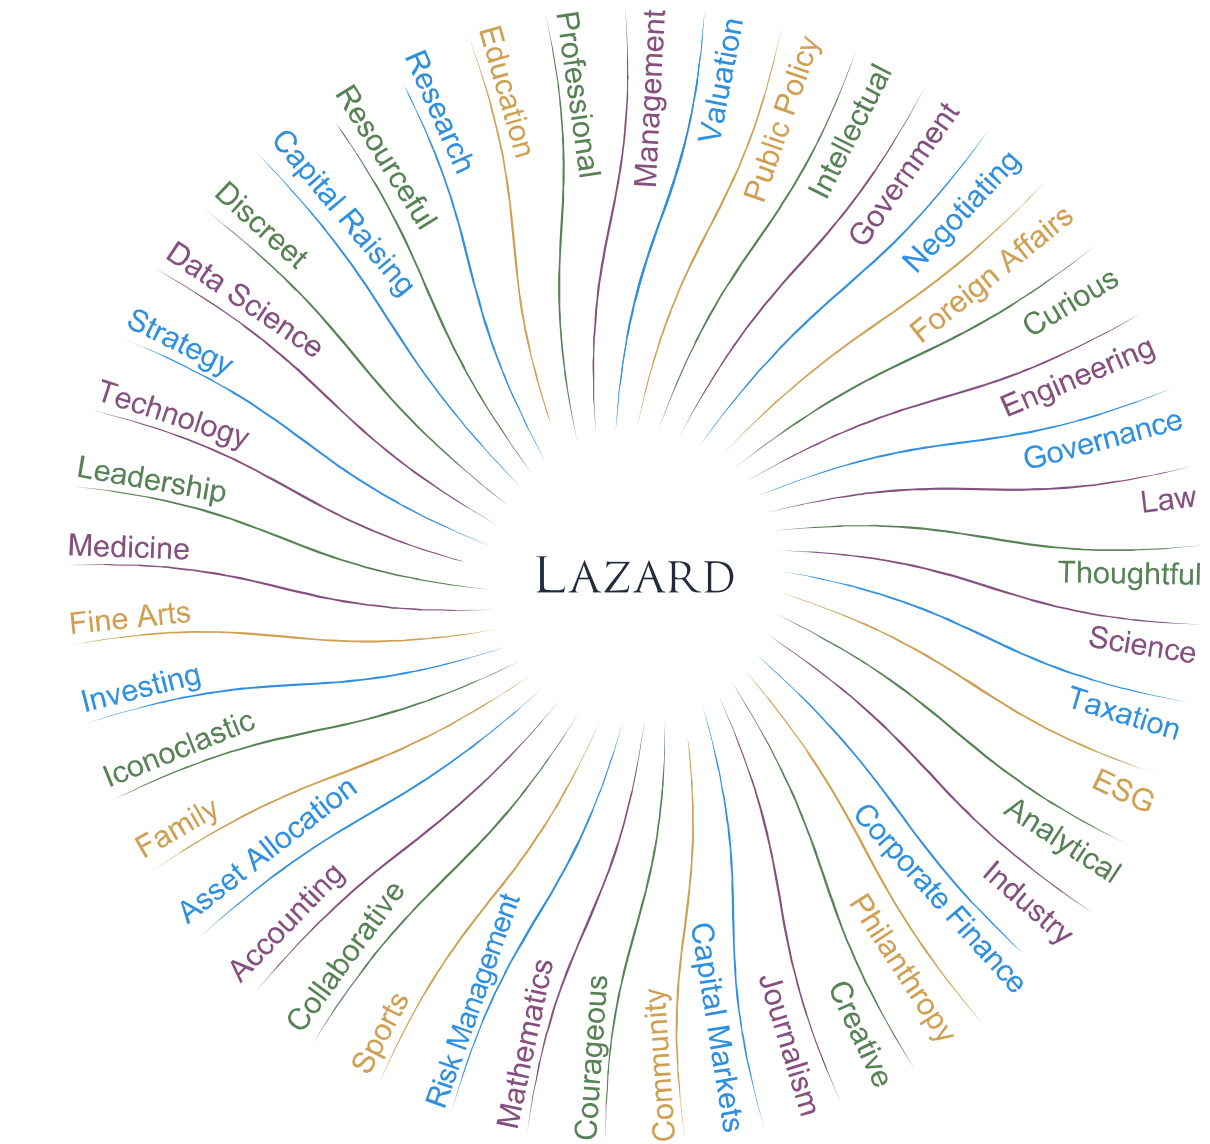 Management
Valuation
Public Policy
Intellectual
Government
Negotiating
Foreign Affairs
Curious
Engineering
Governance
Law
Thoughtful
Science
Taxation
ESG
Analytical
Industry
Corporate Finance
Philanthropy
Creative
Journalism
Capital Markets
Community
Courageous
Mathematics
Risk Management
Sports
Collaborative
Accounting
Asset Allocation
Family
Iconoclastic
Investing
Fine Arts
Medicine
Leadership
Technology
Strategy
Data Science
Discreet
Capital Raising
Resourceful
Research
Education
Professional
LAZARD